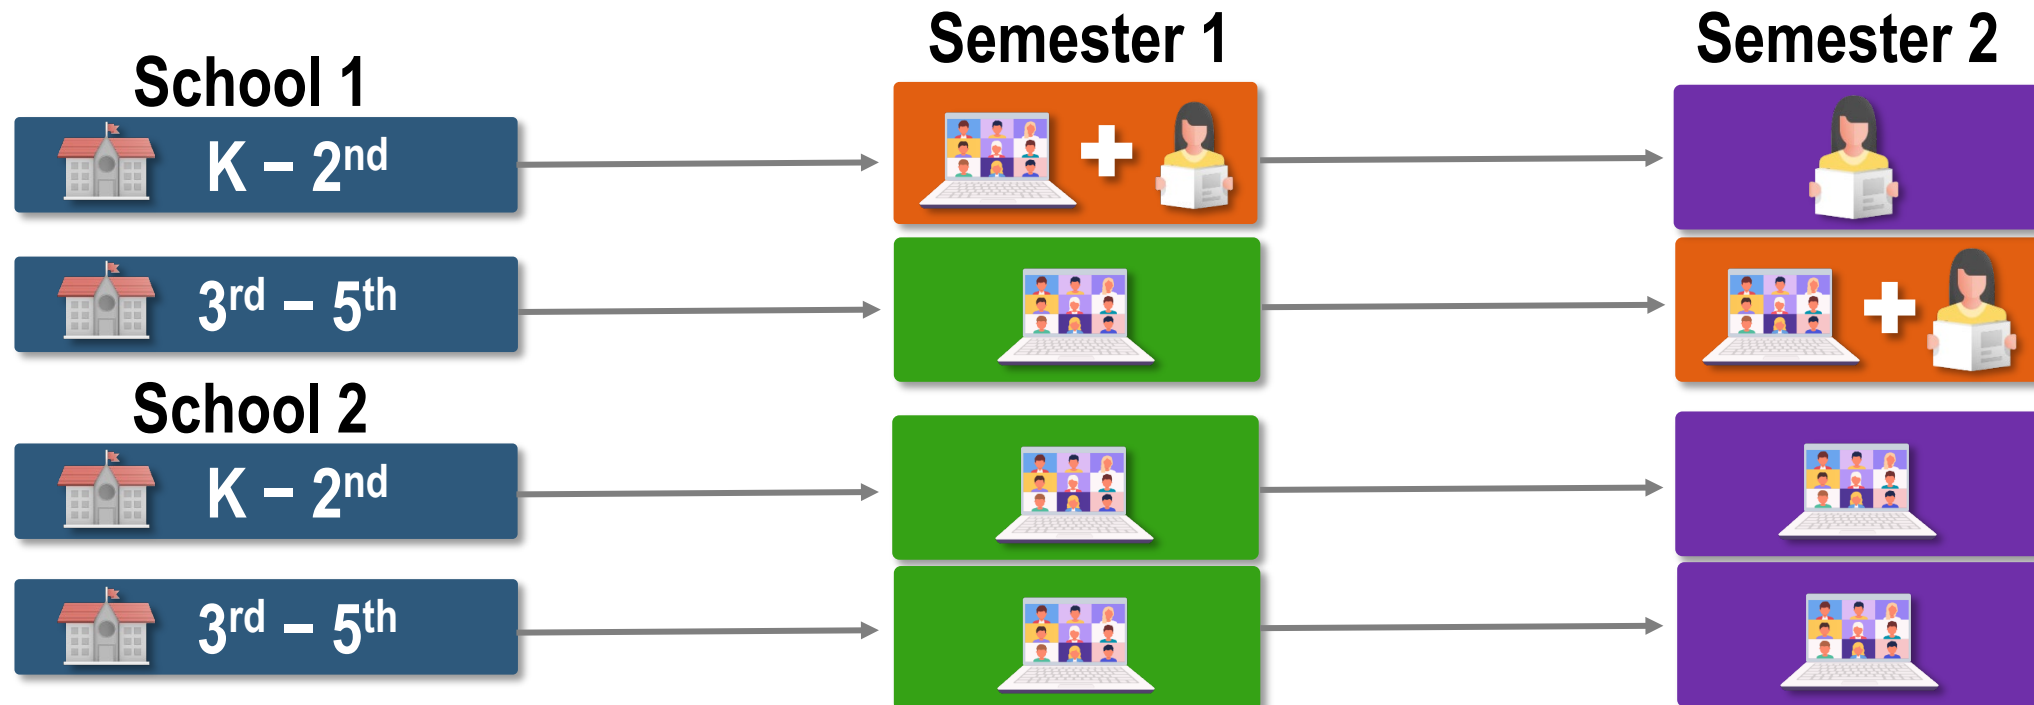 Semester 1
Semester 2
School 1
K – 2nd
3rd – 5th
School 2
K – 2nd
3rd – 5th